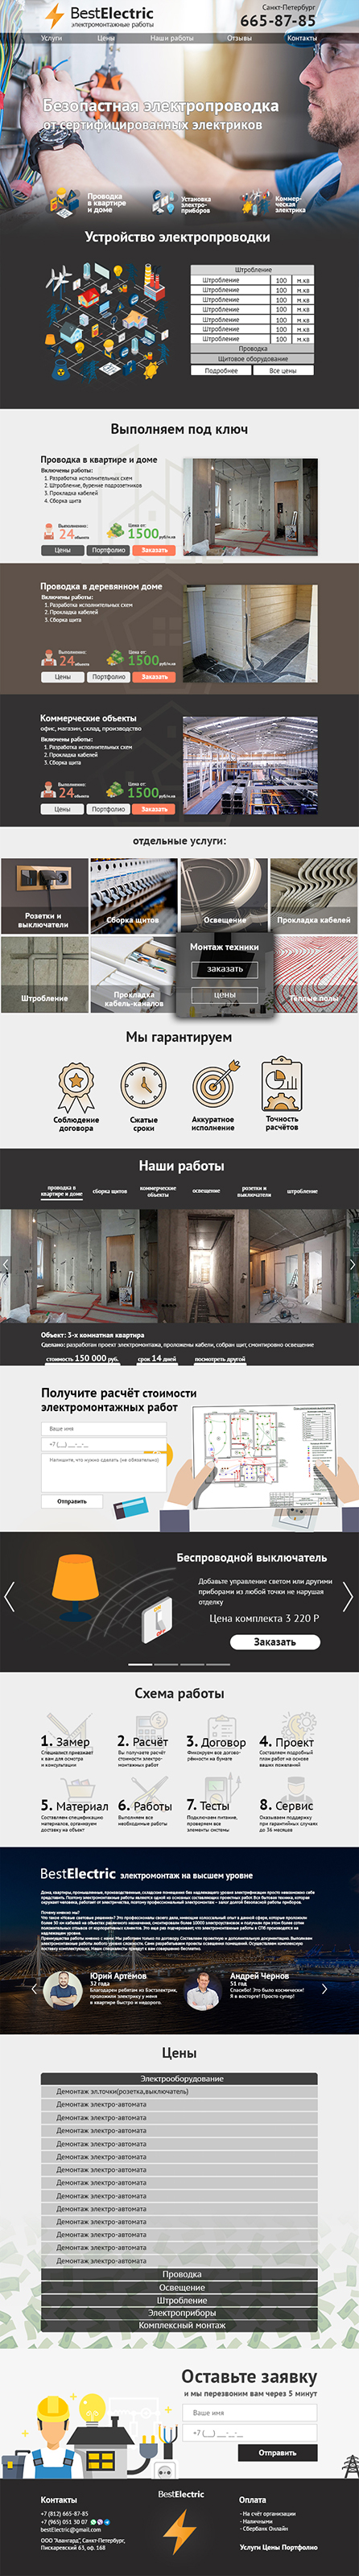 BestElectric
электромонтажные работы
Санкт-Петербург
665-87-85
Услуги Цены Наши работы Отзывы Контакты
Безопастная электропроводка
от сертифицированных электриков
Проводка
в квартире
и доме
Установка
электро-
приборов
Коммер-
ческая
электрика
Устройство электропроводки
Штробление
Штробление 100 м.кв
Штробление 100 м.кв
Штробление 100 м.кв
Штробление 100 м.кв
Штробление 100 м.кв
Штробление 100 м.кв
Штробление 100 м.кв
Проводка
Щитовое оборудование
Подробнее Все цены
Выполняем под ключ
Проводка в квартире и доме
Включены работы:
1. Разработка исполнительных схем
2. Штробление, бурение подрозетников
3. Прокладка кабелей
4. Сборка щита
Выполнено:
24 объекта
Цена от:
1500 руб/м.кв
Цены Портфолио Заказать
Проводка в деревянном доме
Включены работы:
1. Разработка исполнительных схем
2. Прокладка кабелей
3. Сборка щита
Выполнено:
24 объекта
Цена от:
1500 руб/м.кв
Цены Портфолио Заказать
Коммерческие объекты
офис, магазин, склад, производство
Включены работы:
1. Разработка исполнительных схем
2. Прокладка кабелей
3. Сборка щита
Выполнено:
24 объекта
Цена от:
1500 руб/м.кв
Цены Портфолио Заказать
отдельные услуги:
Розетки и
выключатели
Сборка щитов
Освещение
Прокладка кабелей
Штробление
Прокладка
кабель-каналов
Монтаж техники
заказать
цены
Теплые полы
Мы гарантируем
Соблюдение
договора
Сжатые
сроки
Аккуратное
исполнение
Точность
расчётов
Наши работы
проводка в
квартире и доме
сборка щитов
коммерческие
объекты
освещение
розетки и
выключатели
штробление
Объект: 3-х комнатная квартира
Сделано: разработан проект электромонтажа, проложены кабели, собран щит, смонтировно освещение
стоимость 150 000 руб. срок 14 дней посмотреть другой
Получите расчёт стоимости
электромонтажных работ
Ваше имя
+7 (__) __-_-_
Напишите, что нужно сделать (не обязательно)
Отправить
Беспроводной выключатель
Добавьте управление светом или другими
приборами из любой точки не нарушая
отделку
Цена комплекта 3 220 Р
Заказать
Схема работы
1. Замер
Специалист приезжает
к вам для осмотра
и консультации
2. Расчёт
Вы получаете расчёт
стоимости электро-
монтажных работ
3. Договор
Фиксируем все догово-
рённости на бумаге
4. Проект
Составляем подробный
план работ на основе
ваших пожеланий
5. Материал
Составляем спецификацию
материалов, организуем
доставку на объект
6. Работы
Выполняем все
необходимые работы
7. Тесты
Подключаем питание,
проверяем все
элементы системы
8. Сервис
Оказываем поддержку
при гарантийных случаях
до 36 месяцев
BestElectric электромонтаж на высшем уровне
Почему именно мы?
Юрий Артёмов
32 года
Благодарен ребятам из Бэстэлектрик,
проложили электрику у меня
в квартире быстро и недорого.
Андрей Чернов
51 год
Спасибо! Это было космически!
Я в восторге! Просто супер!
Цены
Электрооборудование
Демонтаж эл.точки(розетка,выключатель)
Демонтаж электро-автомата
Демонтаж электро-автомата
Демонтаж электро-автомата
Демонтаж электро-автомата
Демонтаж электро-автомата
Демонтаж электро-автомата
Демонтаж электро-автомата
Демонтаж электро-автомата
Демонтаж электро-автомата
Демонтаж электро-автомата
Демонтаж электро-автомата
Демонтаж электро-автомата
Демонтаж электро-автомата
Проводка
Освещение
Штробление
Электроприборы
Комплексный монтаж
Оставьте заявку
и мы перезвоним вам через 5 минут
Ваше имя
+7 (__) __-_-_
Отправить
Контакты
+7 (812) 665-87-85
+7 (965) 051 30 07
bestElectric@gmail.com
ООО "Авангард", Санкт-Петербург,
Пискаревский 63, оф. 168
BestElectric
Оплата
- На счёт организации
- Наличными
- Сбербанк Онлайн
Услуги Цены Портфолио